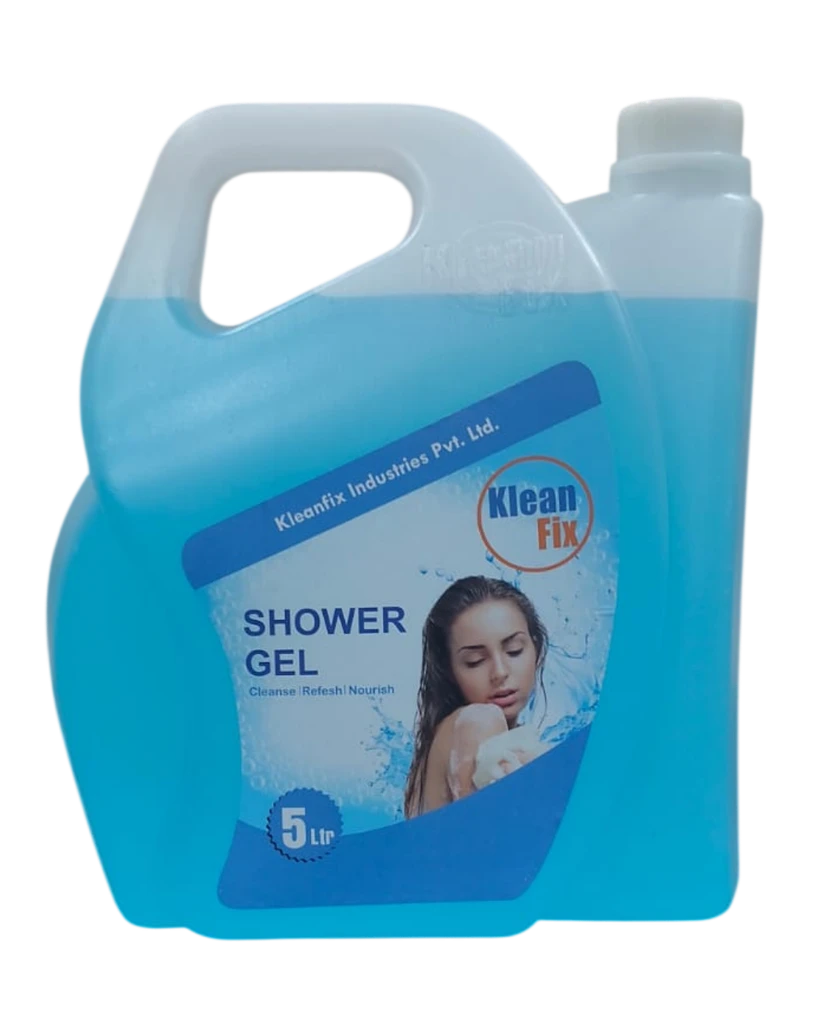 Kleanfix Industries Pvt. Ltd.
Klean
Fix
SHOWER
GEL
Cleanse | Refesh | Nourish
5 Ltr